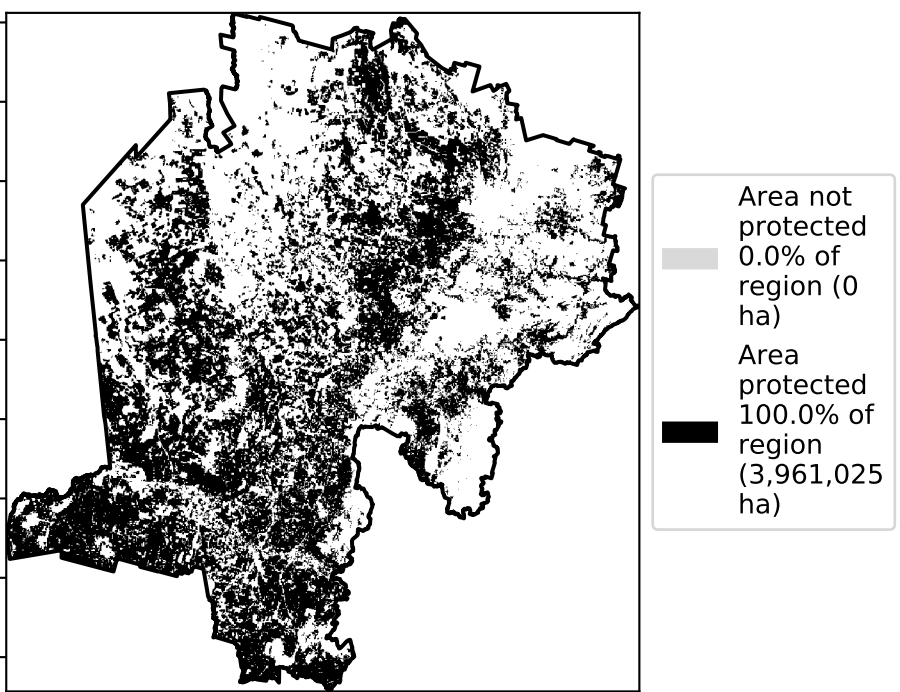 Area not
protected
0.0% of
region (0
ha)
Area
protected
100.0% of
region
(3,961,025
ha)